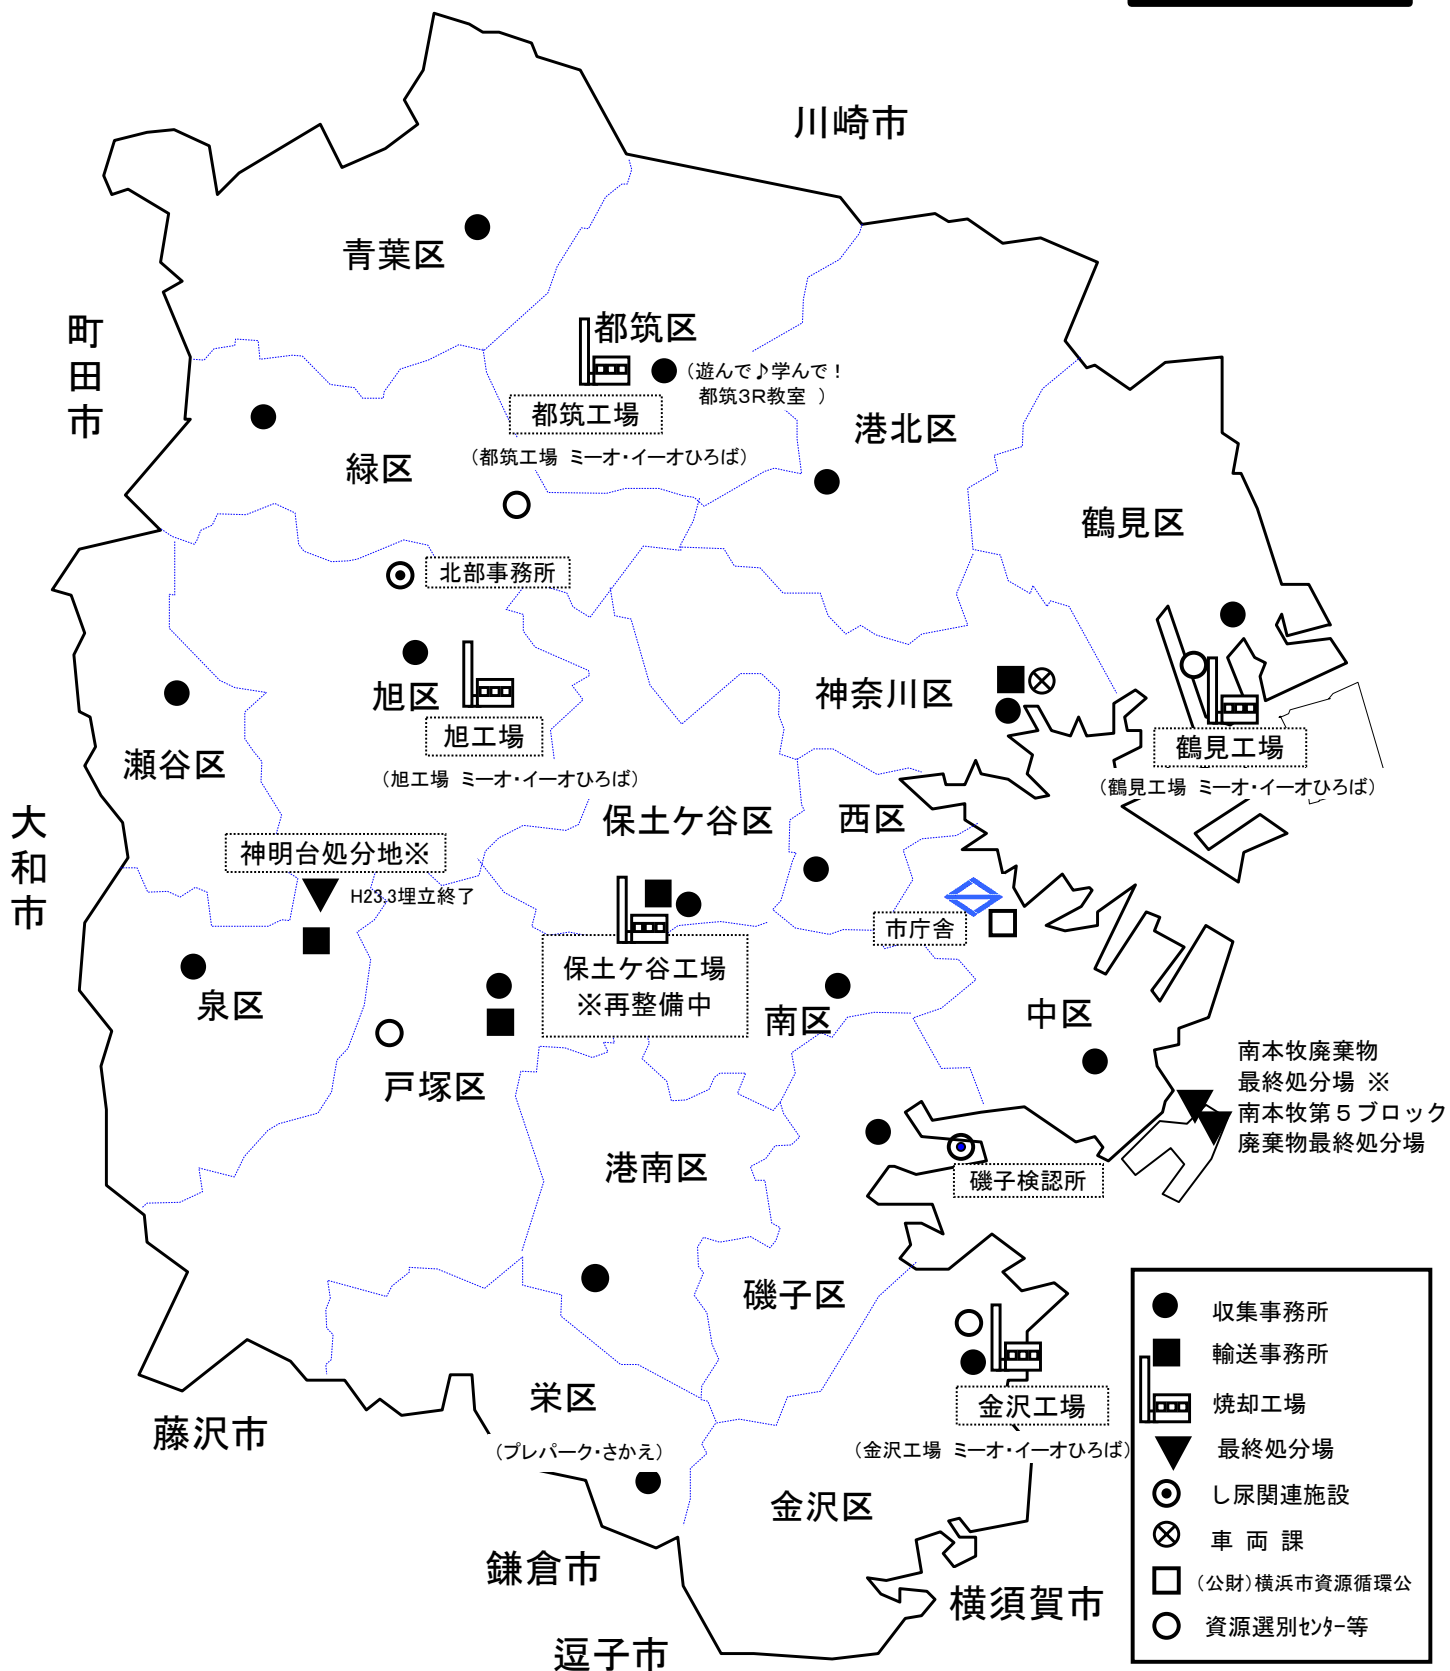 川崎市
青葉区
町田市
都筑区
(遊んで♪学んで！
都筑3R教室 )
都筑工場
(都筑工場 ミーオ・イーオひろば)
港北区
緑区
鶴見区
北部事務所
旭区
神奈川区
旭工場
(旭工場 ミーオ・イーオひろば)
鶴見工場
(鶴見工場 ミーオ・イーオひろば)
瀬谷区
大和市
保土ケ谷区
西区
神明台処分地※
H23.3埋立終了
市庁舎
保土ケ谷工場
※再整備中
泉区
南区
中区
南本牧廃棄物
最終処分場 ※
南本牧第５ブロック
廃棄物最終処分場
戸塚区
港南区
磯子検認所
磯子区
栄区
(プレパーク・さかえ)
金沢工場
(金沢工場 ミーオ・イーオひろば)
藤沢市
金沢区
鎌倉市
横須賀市
逗子市
収集事務所
輸送事務所
焼却工場
最終処分場
し尿関連施設
車 両 課
(公財)横浜市資源循環公
資源選別ｾﾝﾀｰ等